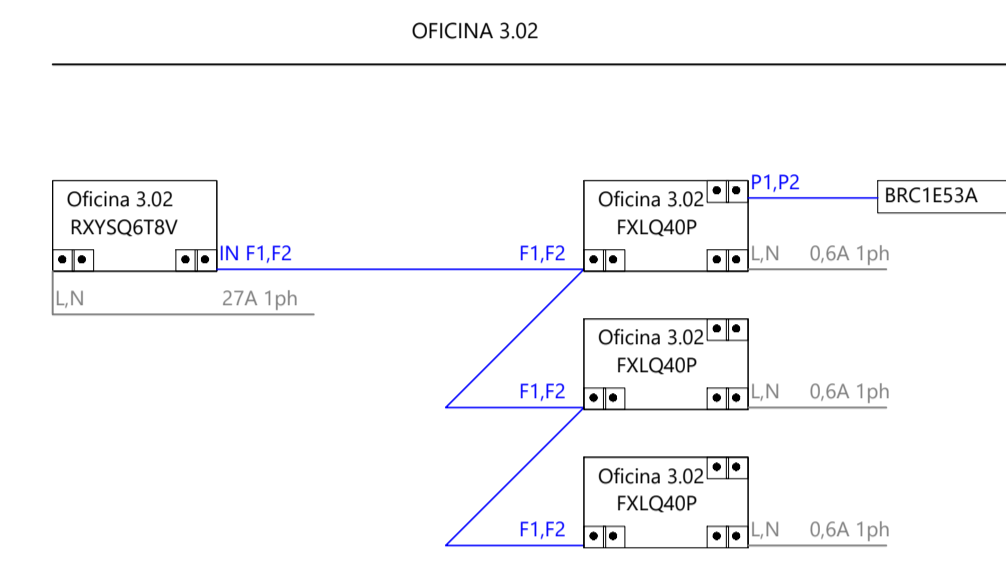 OFICINA 3.02
Oficina 3.02
RXYSQ6T8V
IN F1,F2
L,N 27A 1ph
F1,F2
Oficina 3.02
FXLQ40P
P1,P2
BRC1E53A
L,N 0,6A 1ph
F1,F2
Oficina 3.02
FXLQ40P
L,N 0,6A 1ph
F1,F2
Oficina 3.02
FXLQ40P
L,N 0,6A 1ph